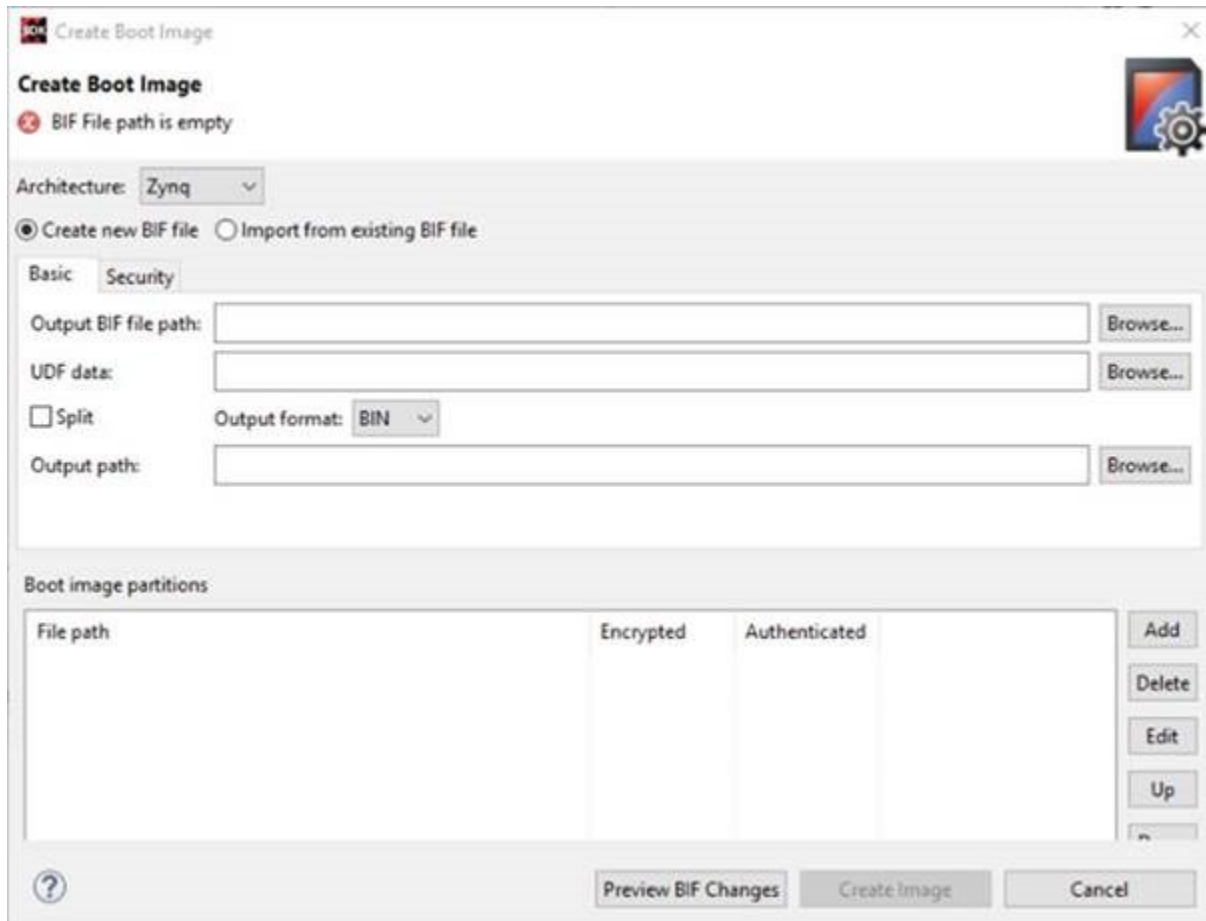 SDK Create Boot Image
Create Boot Image
BIF File path is empty
Architecture: Zynq
Create new BIF file Import from existing BIF file
Basic Security
Output BIF file path: Browse...
UDF data: Browse...
Split Output format: BIN
Output path: Browse...
Boot image partitions
File path Encrypted Authenticated Add
Delete
Edit
Up
Preview BIF Changes Create Image Cancel